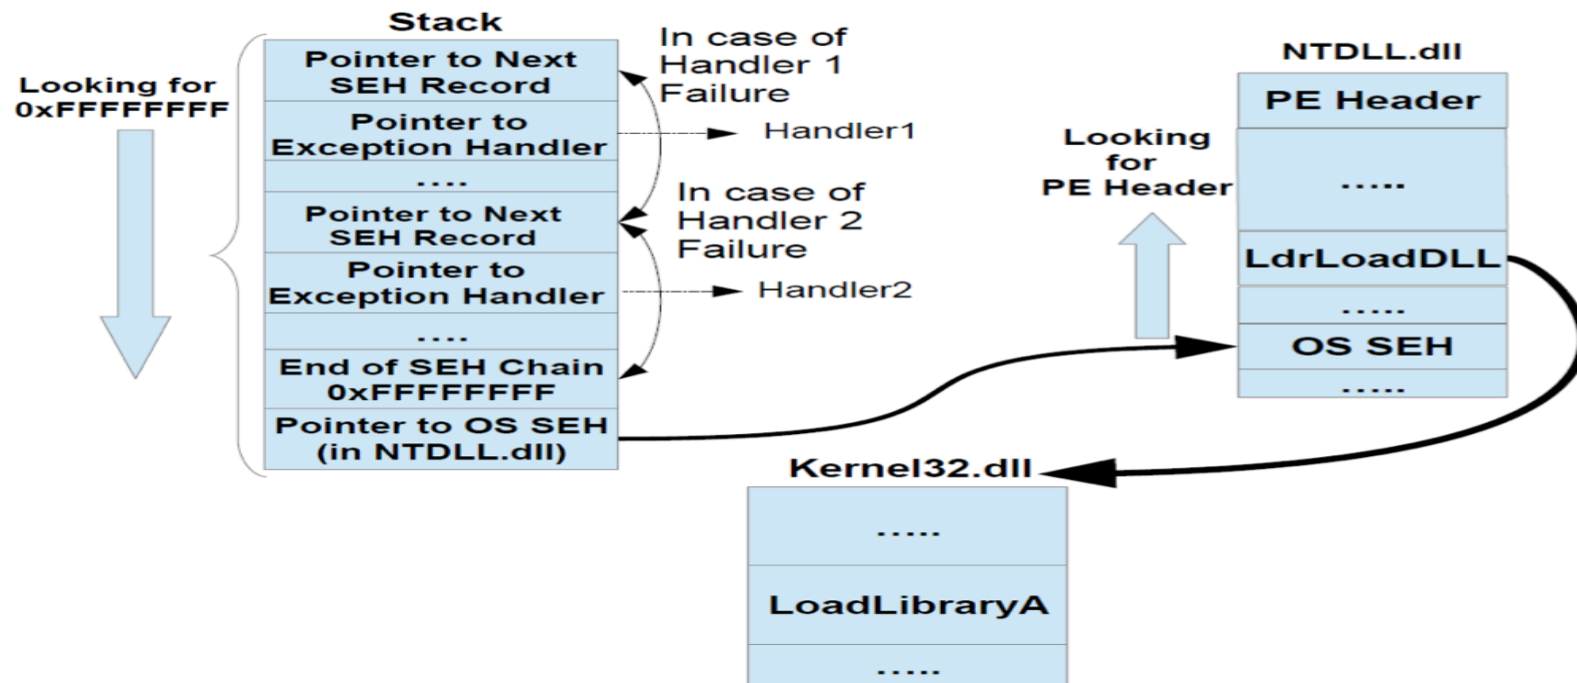 Stack
Looking for
0xFFFFFFFF
Pointer to Next
SEH Record
Pointer to
Exception Handler
....
Pointer to Next
SEH Record
Pointer to
Exception Handler
....
End of SEH Chain
0xFFFFFFFF
Pointer to OS SEH
(in NTDLL.dll)
In case of
Handler 1
Failure
Handler1
In case of
Handler 2
Failure
Handler2
Looking
for
PE Header
NTDLL.dll
PE Header
.....
LdrLoadDLL
.....
OS SEH
.....
Kernel32.dll
.....
LoadLibraryA
.....